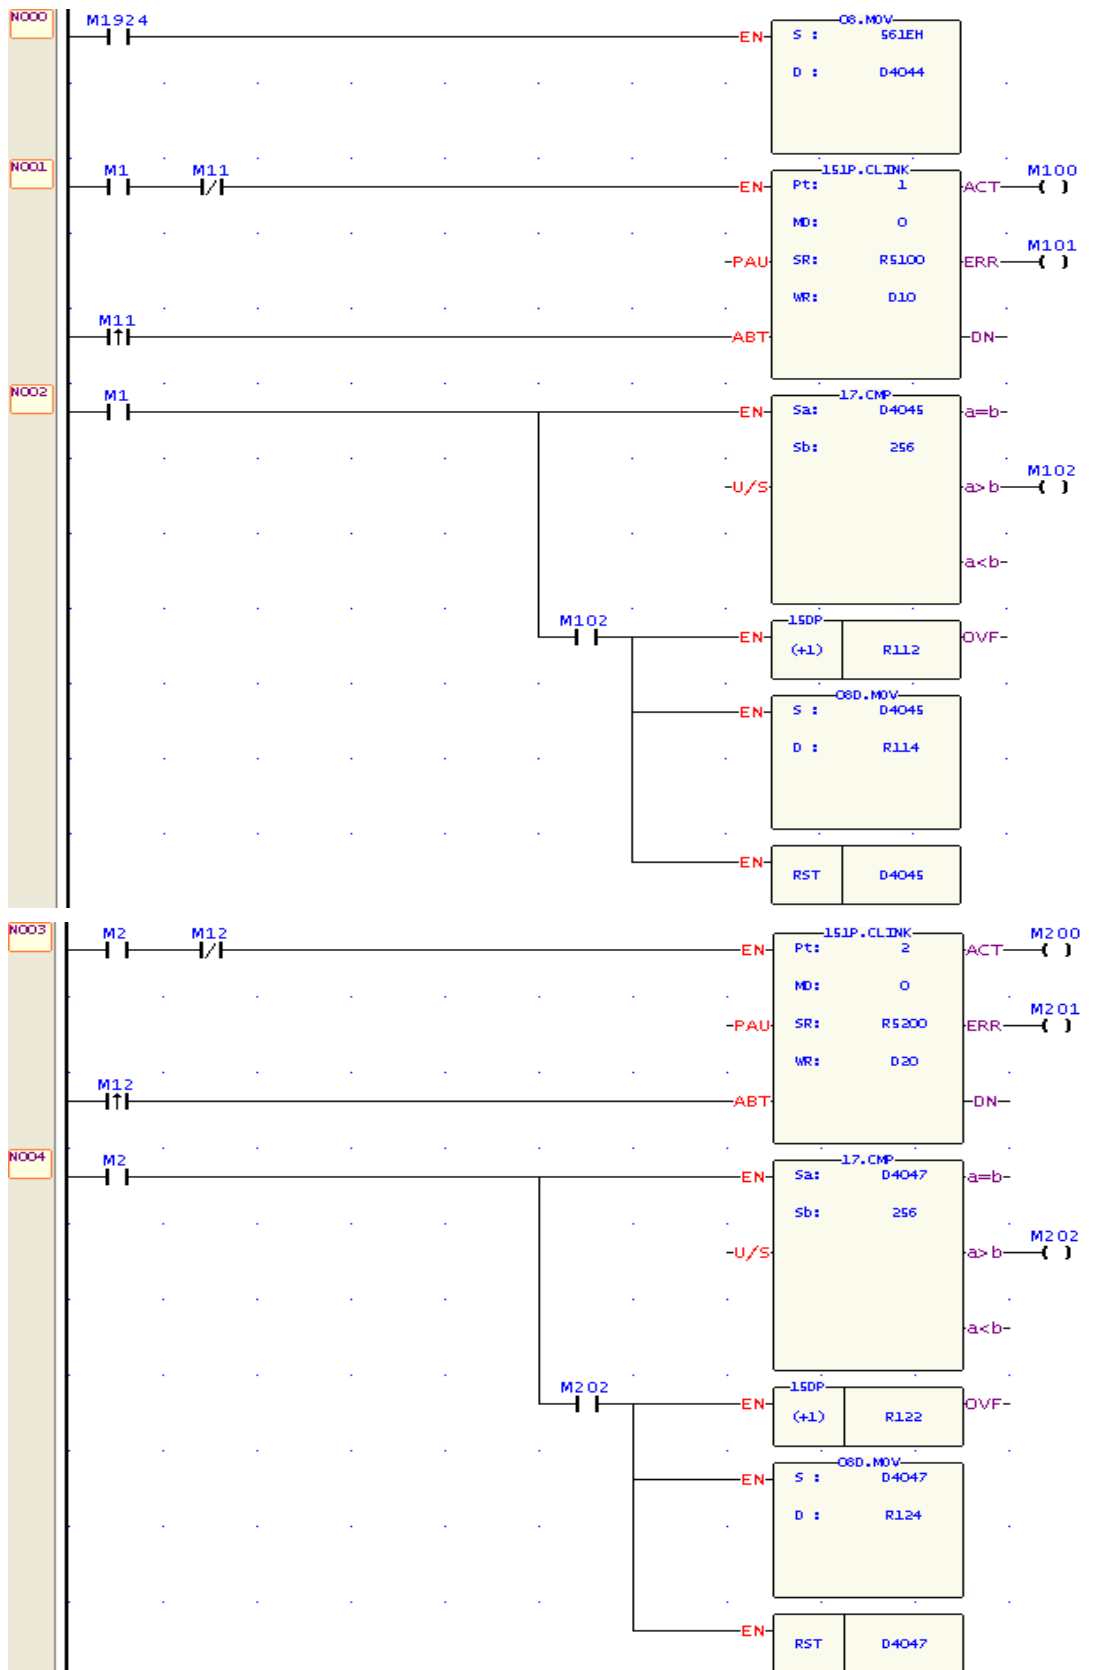 N000
M1924
EN
08.MOV
S : 561EH
D : D4044
N001
M1 M11
EN
151P.CLINK
Pt: 1
ACT
M100
MD: 0
PAU
SR: R5100
ERR
M101
WR: D10
M11
ABT
DN
N002
M1
EN
17.CMP
Sa: D4045
a=b
Sb: 256
U/S
a>b
M102
a<b
M102
EN
15DP
(+1) R112
OVF
EN
08D.MOV
S : D4045
D : R114
EN
RST D4045
N003
M2 M12
EN
151P.CLINK
Pt: 2
ACT
M200
MD: 0
PAU
SR: R5200
ERR
M201
WR: D20
M12
ABT
DN
N004
M2
EN
17.CMP
Sa: D4047
a=b
Sb: 256
U/S
a>b
M202
a<b
M202
EN
15DP
(+1) R122
OVF
EN
08D.MOV
S : D4047
D : R124
EN
RST D4047